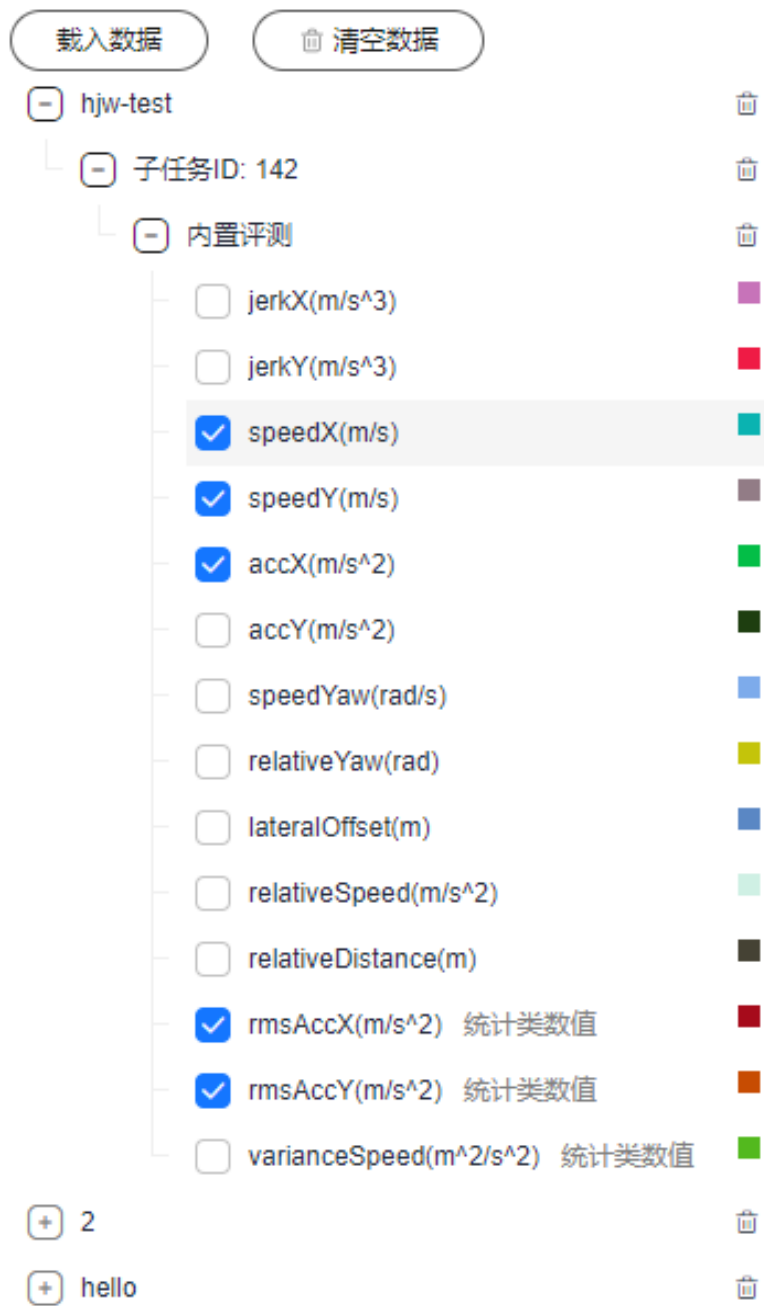 载入数据 清空数据
hjw-test
子任务ID: 142
内置评测
jerkX(m/s^3)
jerkY(m/s^3)
speedX(m/s)
speedY(m/s)
accX(m/s^2)
accY(m/s^2)
speedYaw(rad/s)
relativeYaw(rad)
lateralOffset(m)
relativeSpeed(m/s^2)
relativeDistance(m)
rmsAccX(m/s^2) 统计类数值
rmsAccY(m/s^2) 统计类数值
varianceSpeed(m^2/s^2) 统计类数值
2
hello